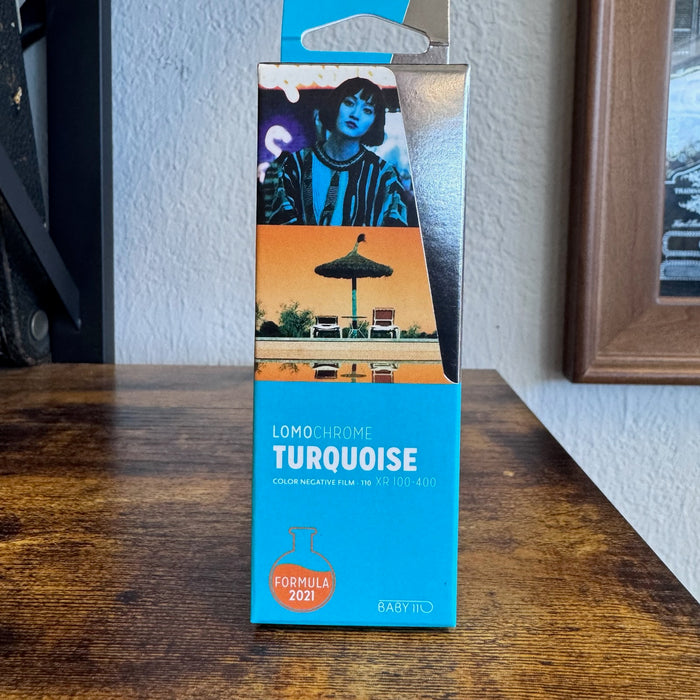 LOMOCHROME
TURQUOISE
COLOR NEGATIVE FILM · 110 XR 100-400
FORMULA
2021
BABY 110